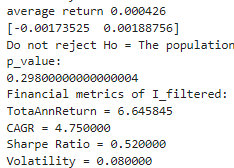 average return 0.000426
[-0.00173525 0.00188756]
Do not reject Ho = The population
p_value:
0.29800000000000004
Financial metrics of I_filtered:
TotaAnnReturn = 6.645845
CAGR = 4.750000
Sharpe Ratio = 0.520000
Volatility = 0.080000